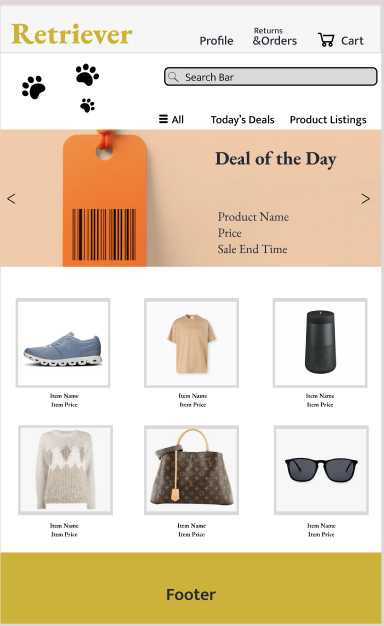 Retriever
Profile
Returns
&Orders
Cart
Search Bar
All
Today's Deals
Product Listings
Deal of the Day
<
>
Product Name
Price
Sale End Time
Item Name
Item Price
Item Name
Item Price
Item Name
Item Price
Item Name
Item Price
Item Name
Item Price
Item Name
Item Price
Footer